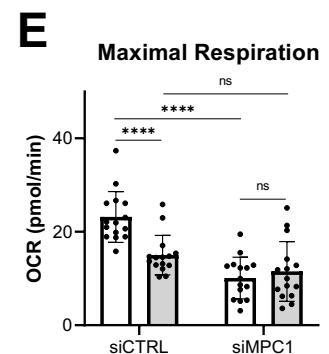 E
Maximal Respiration
ns
****
****
ns
OCR (pmol/min)
40
20
0
siCTRL siMPC1